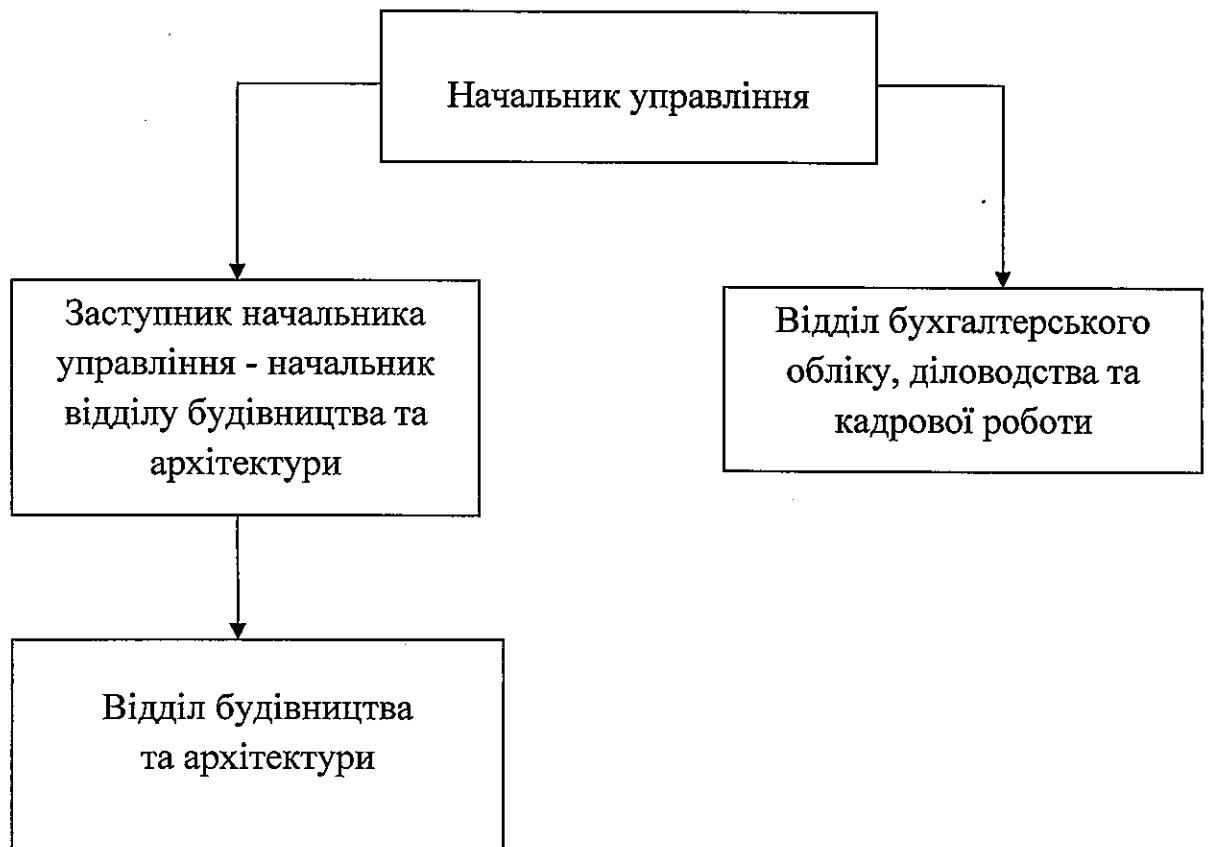 Начальник управління
Заступник начальника
управління - начальник
відділу будівництва та
архітектури
Відділ бухгалтерського
обліку, діловодства та
кадрової роботи
Відділ будівництва
та архітектури